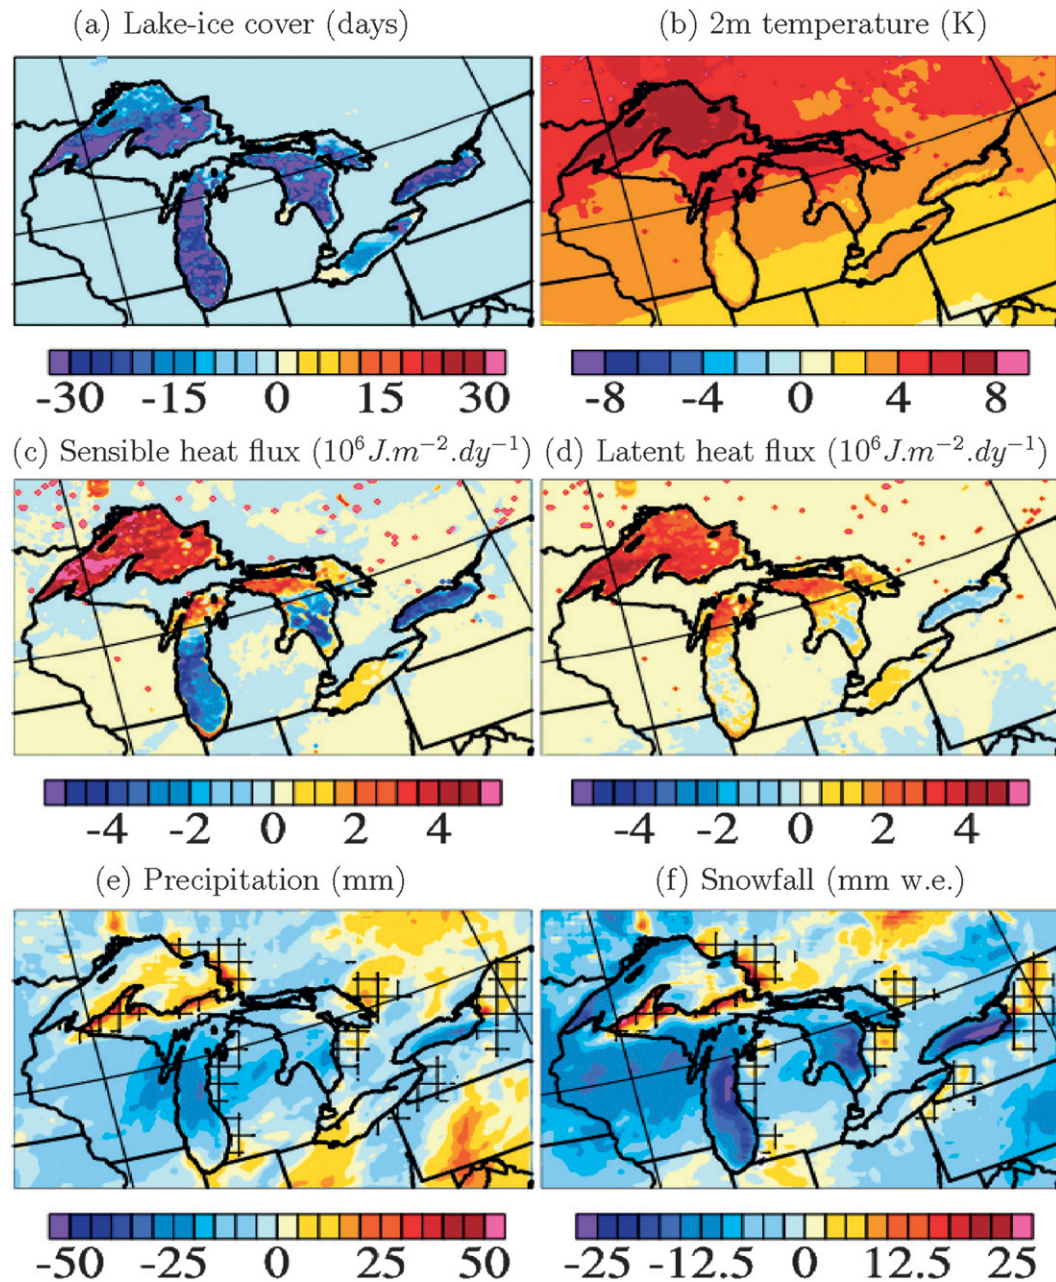 (a) Lake-ice cover (days) (b) 2m temperature (K)
-30 -15 0 15 30 -8 -4 0 4 8
(c) Sensible heat flux (10⁶J.m⁻².dy⁻¹) (d) Latent heat flux (10⁶J.m⁻².dy⁻¹)
-4 -2 0 2 4 -4 -2 0 2 4
(e) Precipitation (mm) (f) Snowfall (mm w.e.)
-50 -25 0 25 50 -25 -12.5 0 12.5 25